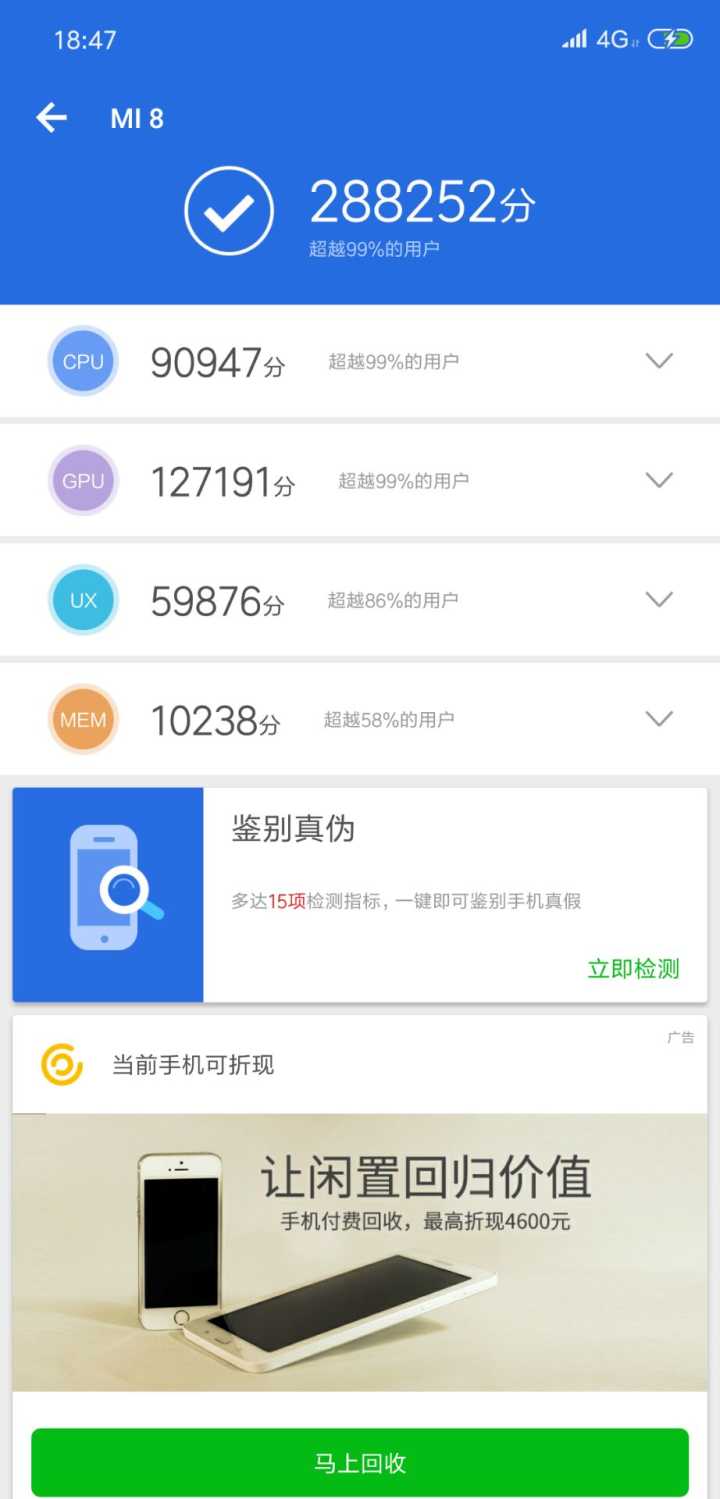 18:47
4G
MI 8
288252分
超越99%的用户
CPU 90947分 超越99%的用户
GPU 127191分 超越99%的用户
UX 59876分 超越86%的用户
MEM 10238分 超越58%的用户
鉴别真伪
多达15项检测指标，一键即可鉴别手机真假
立即检测
广告
当前手机可折现
让闲置回归价值
手机付费回收，最高折现4600元
马上回收